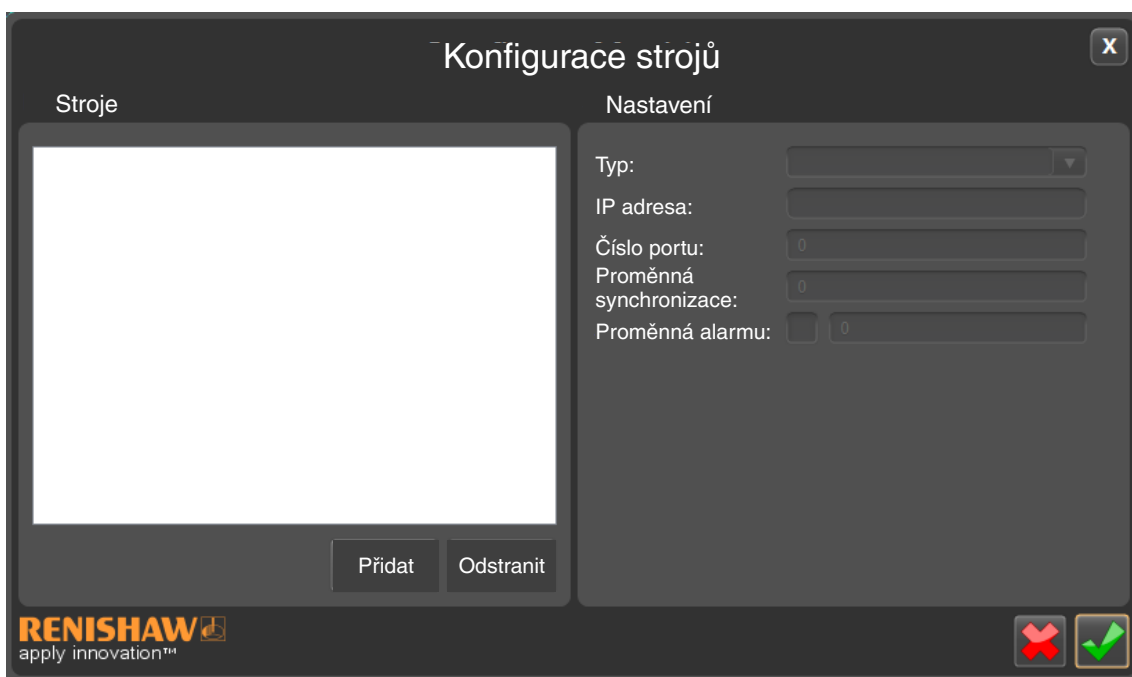 Konfigurace strojů
X
Stroje
Nastavení
Typ:
IP adresa:
Číslo portu:
0
Proměnná
synchronizace:
0
Proměnná alarmu:
0
Přidat
Odstranit
RENISHAW
apply innovation™